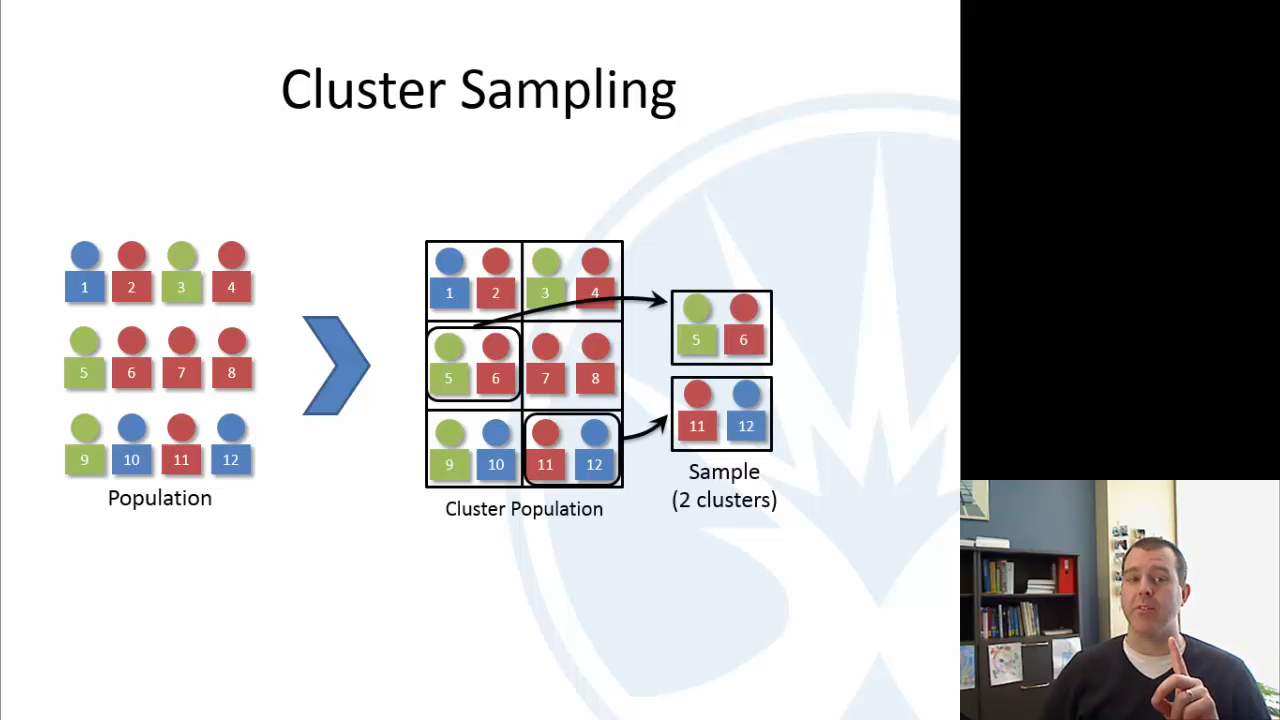 Cluster Sampling
1 2 3 4
5 6 7 8
9 10 11 12
Population
1 2 3 4
5 6 7 8
9 10 11 12
Cluster Population
5 6
11 12
Sample
(2 clusters)